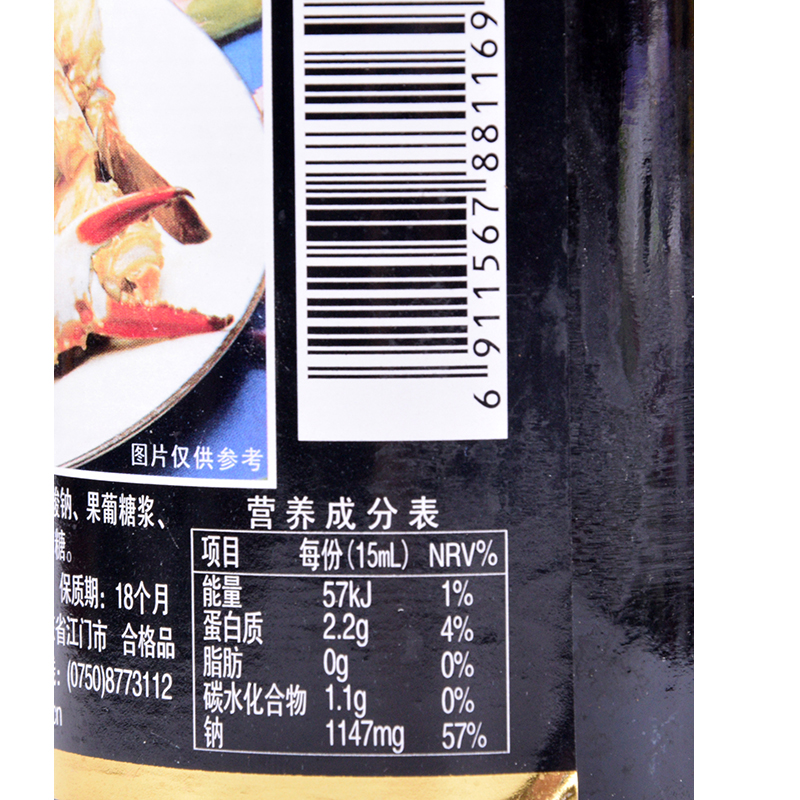 6911567881169
图片仅供参考
酸钠、果葡糖浆、
糖。
保质期：18个月
省江门市 合格品
：(0750)8773112
cn
营养成分表
项目 每份(15mL) NRV%
能量 57kJ 1%
蛋白质 2.2g 4%
脂肪 0g 0%
碳水化合物 1.1g 0%
钠 1147mg 57%